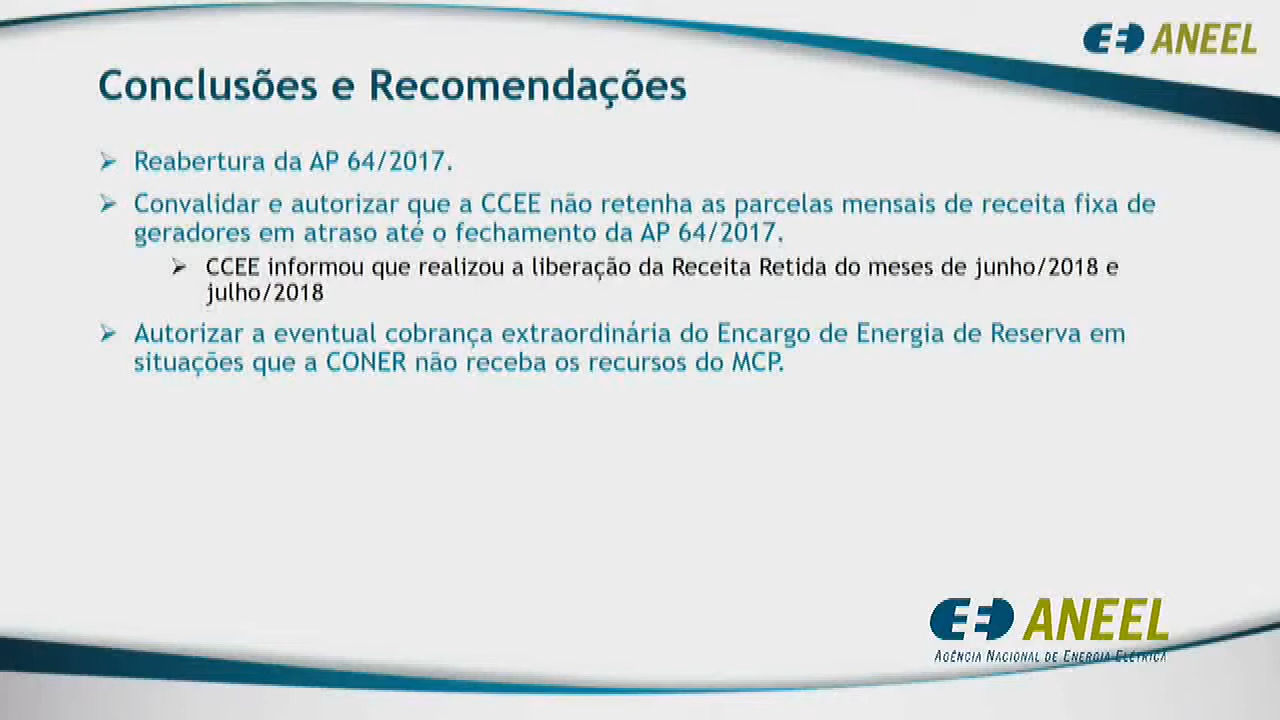 ANEEL
Conclusões e Recomendações
➢ Reabertura da AP 64/2017.
➢ Convalidar e autorizar que a CCEE não retenha as parcelas mensais de receita fixa de
geradores em atraso até o fechamento da AP 64/2017.
➢ CCEE informou que realizou a liberação da Receita Retida do meses de junho/2018 e
julho/2018
➢ Autorizar a eventual cobrança extraordinária do Encargo de Energia de Reserva em
situações que a CONER não receba os recursos do MCP.
ANEEL
AGÊNCIA NACIONAL DE ENERGIA ELÉTRICA